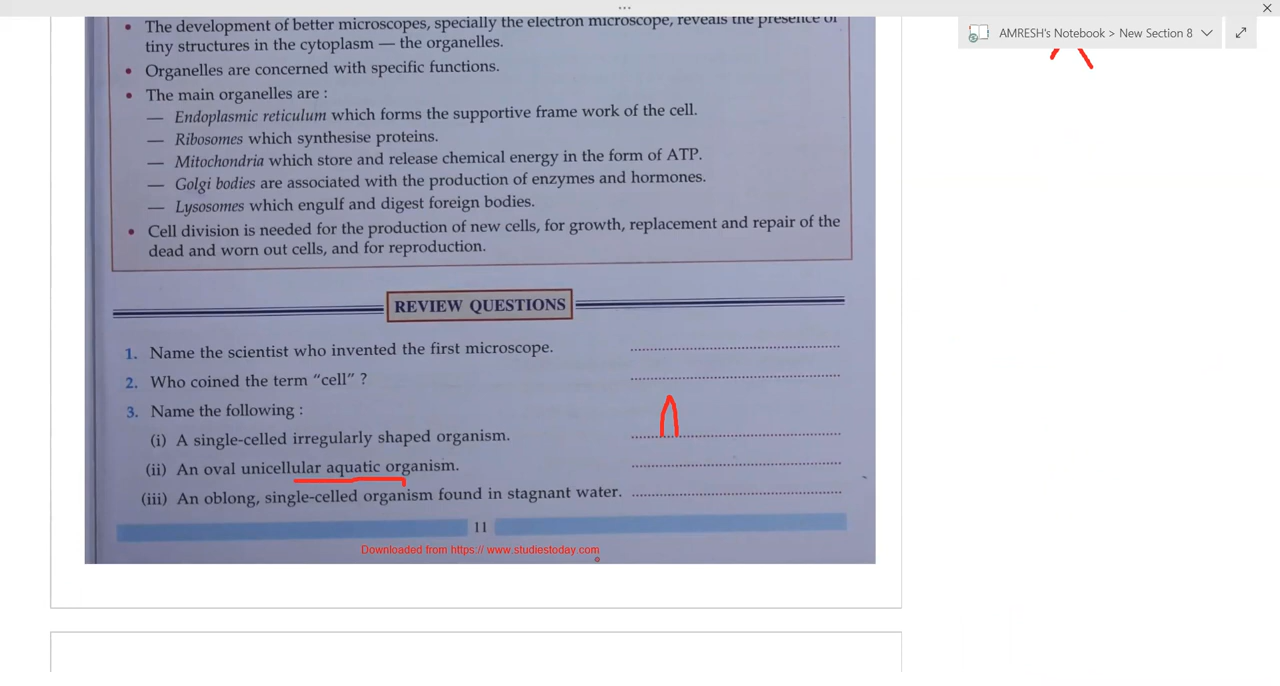 AMRESH's Notebook > New Section 8
• The development of better microscopes, specially the electron microscope, reveals the presence of
tiny structures in the cytoplasm — the organelles.
• Organelles are concerned with specific functions.
• The main organelles are :
— Endoplasmic reticulum which forms the supportive frame work of the cell.
— Ribosomes which synthesise proteins.
— Mitochondria which store and release chemical energy in the form of ATP.
— Golgi bodies are associated with the production of enzymes and hormones.
— Lysosomes which engulf and digest foreign bodies.
• Cell division is needed for the production of new cells, for growth, replacement and repair of the
dead and worn out cells, and for reproduction.
REVIEW QUESTIONS
1. Name the scientist who invented the first microscope. ....................
2. Who coined the term "cell" ? ....................
3. Name the following :
(i) A single-celled irregularly shaped organism. ....................
(ii) An oval unicellular aquatic organism. ....................
(iii) An oblong, single-celled organism found in stagnant water. ....................
11
Downloaded from https:// www.studiestoday.com